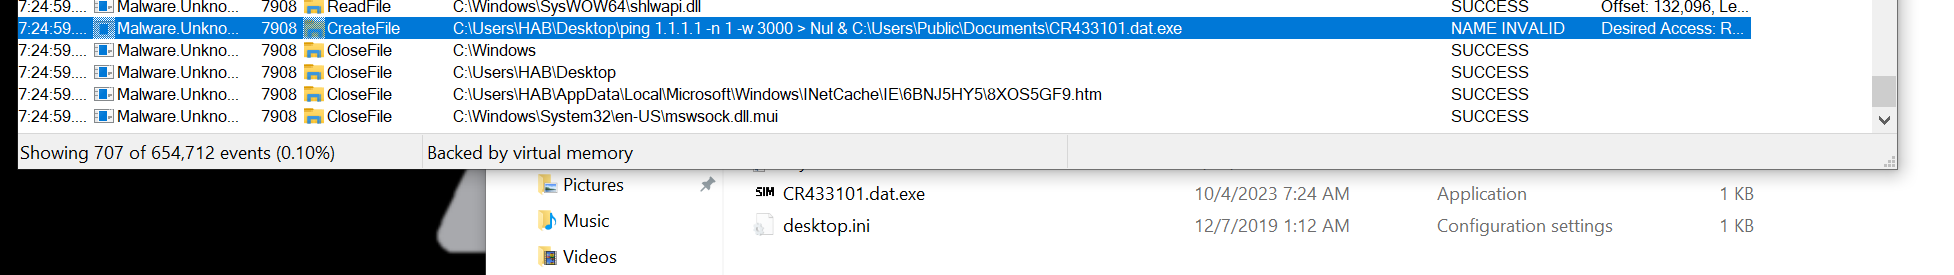 7:24:59.... Malware.Unkno... 7908 ReadFile C:\Windows\SysWOW64\shlwapi.dll SUCCESS Offset: 132,096, Le...
7:24:59.... Malware.Unkno... 7908 CreateFile C:\Users\HAB\Desktop\ping 1.1.1.1 -n 1 -w 3000 > Nul & C:\Users\Public\Documents\CR433101.dat.exe NAME INVALID Desired Access: R...
7:24:59.... Malware.Unkno... 7908 CloseFile C:\Windows SUCCESS
7:24:59.... Malware.Unkno... 7908 CloseFile C:\Users\HAB\Desktop SUCCESS
7:24:59.... Malware.Unkno... 7908 CloseFile C:\Users\HAB\AppData\Local\Microsoft\Windows\INetCache\IE\6BNJ5HY5\8XOS5GF9.htm SUCCESS
7:24:59.... Malware.Unkno... 7908 CloseFile C:\Windows\System32\en-US\mswsock.dll.mui SUCCESS
Showing 707 of 654,712 events (0.10%) Backed by virtual memory
Pictures SIM CR433101.dat.exe 10/4/2023 7:24 AM Application 1 KB
Music desktop.ini 12/7/2019 1:12 AM Configuration settings 1 KB
Videos